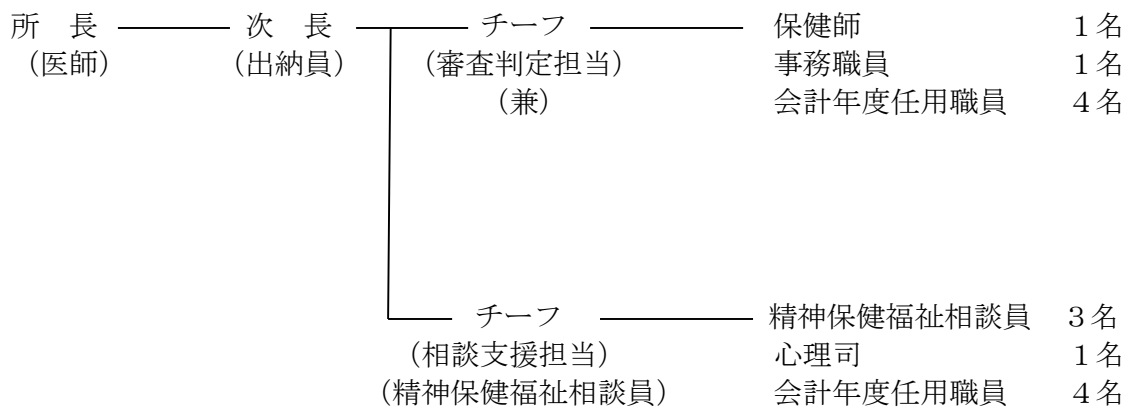 所　長　次　長　チーフ　保健師　１名
（医師）　（出納員）　（審査判定担当）　事務職員　１名
（兼）　会計年度任用職員　４名
チーフ　精神保健福祉相談員　３名
（相談支援担当）　心理司　１名
（精神保健福祉相談員）　会計年度任用職員　４名